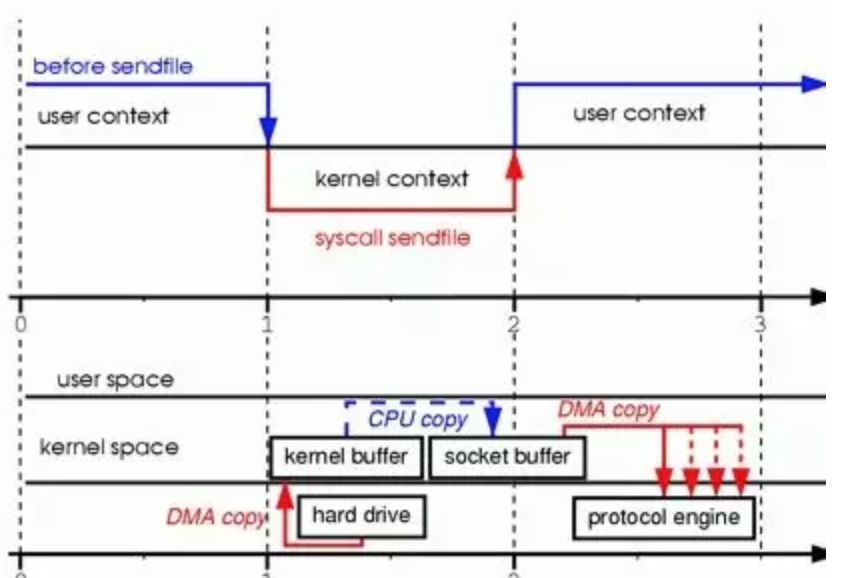 before sendfile
user context
user context
kernel context
syscall sendfile
0 1 2 3
user space
CPU copy
DMA copy
kernel space
kernel buffer
socket buffer
DMA copy
hard drive
protocol engine